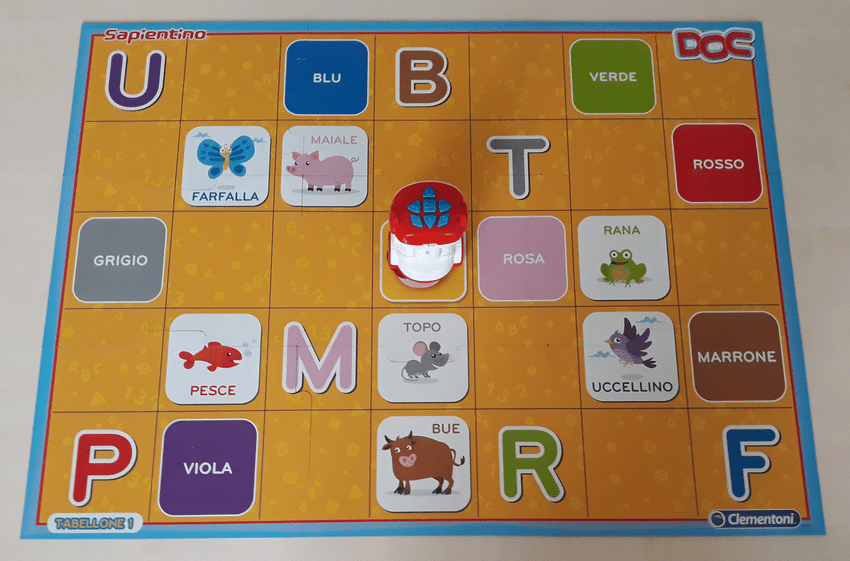 Sapientino
DOC
U
BLU
B
VERDE
FARFALLA
MAIALE
T
ROSSO
GRIGIO
ROSA
RANA
PESCE
M
TOPO
UCCELLINO
MARRONE
P
VIOLA
BUE
R
F
TABELLONE 1
Clementoni